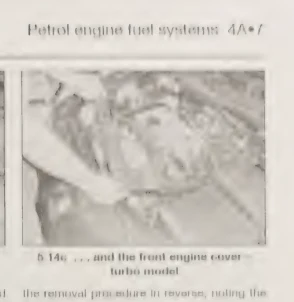 Petrol engine fuel systems 4A•7
6.14c ... and the front engine cover –
turbo model
the removal procedure in reverse, noting the